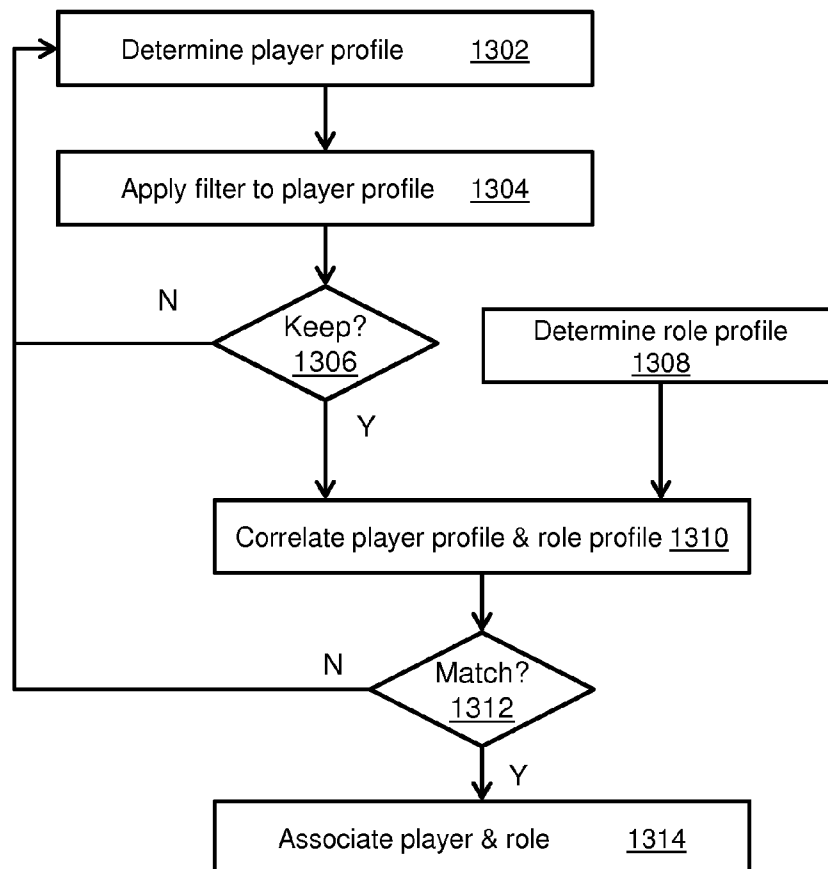 Determine player profile 1302
Apply filter to player profile 1304
N
Keep?
1306
Determine role profile
1308
Y
Correlate player profile & role profile 1310
N
Match?
1312
Y
Associate player & role 1314